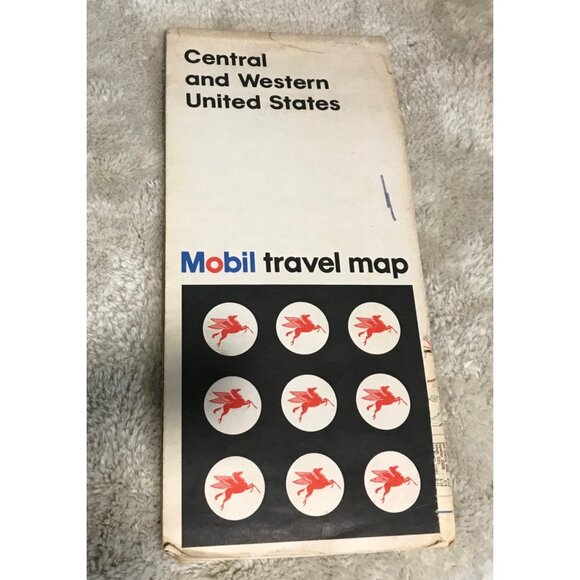 Central
and Western
United States
Mobil travel map